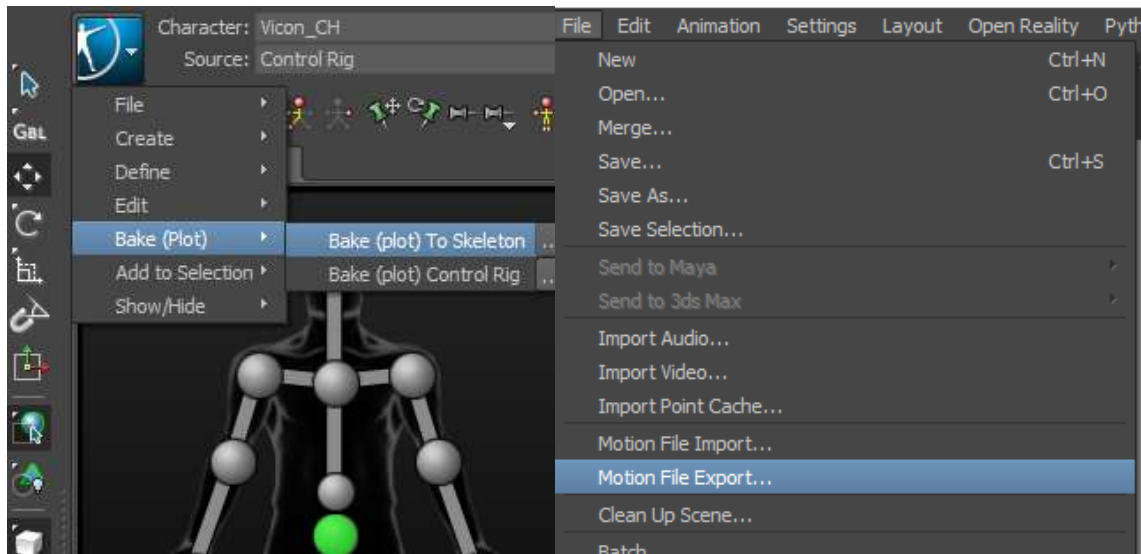 Character: Vicon_CH
Source: Control Rig
GBL
File
Create
Define
Edit
Bake (Plot)
Add to Selection
Show/Hide
Bake (plot) To Skeleton ..
Bake (plot) Control Rig ..
File Edit Animation Settings Layout Open Reality Pyth
New Ctrl+N
Open... Ctrl+O
Merge...
Save... Ctrl+S
Save As...
Save Selection...
Send to Maya
Send to 3ds Max
Import Audio...
Import Video...
Import Point Cache...
Motion File Import...
Motion File Export...
Clean Up Scene...
Batch